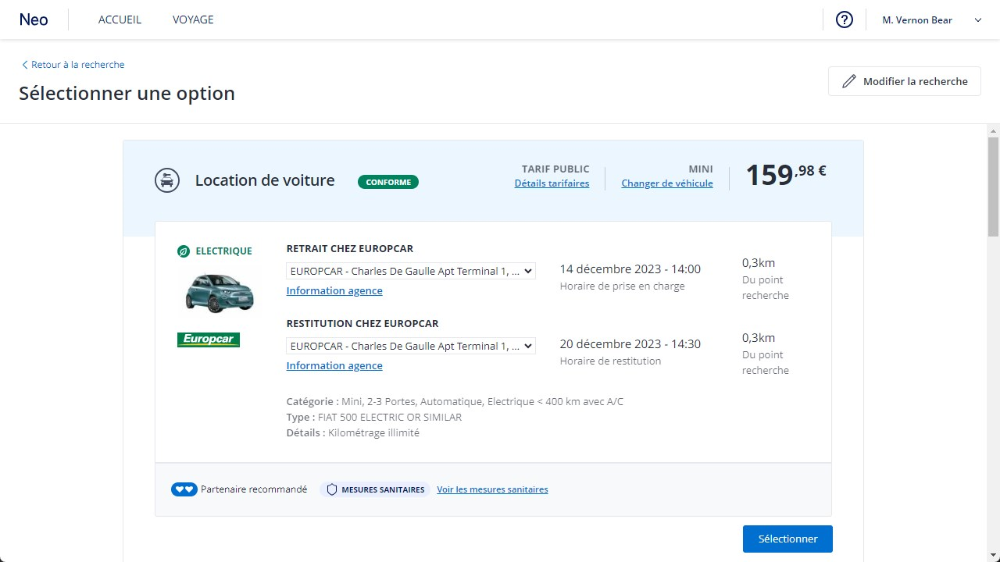 Neo ACCUEIL VOYAGE M. Vernon Bear
Retour à la recherche
Sélectionner une option
Modifier la recherche
Location de voiture CONFORME
TARIF PUBLIC
Détails tarifaires
MINI
Changer de véhicule
159,98 €
ELECTRIQUE
Europcar
RETRAIT CHEZ EUROPCAR
EUROPCAR - Charles De Gaulle Apt Terminal 1, ...
Information agence
14 décembre 2023 - 14:00
Horaire de prise en charge
0,3km
Du point
recherche
RESTITUTION CHEZ EUROPCAR
EUROPCAR - Charles De Gaulle Apt Terminal 1, ...
Information agence
20 décembre 2023 - 14:30
Horaire de restitution
0,3km
Du point
recherche
Catégorie : Mini, 2-3 Portes, Automatique, Electrique < 400 km avec A/C
Type : FIAT 500 ELECTRIC OR SIMILAR
Détails : Kilométrage illimité
Partenaire recommandé MESURES SANITAIRES Voir les mesures sanitaires
Sélectionner